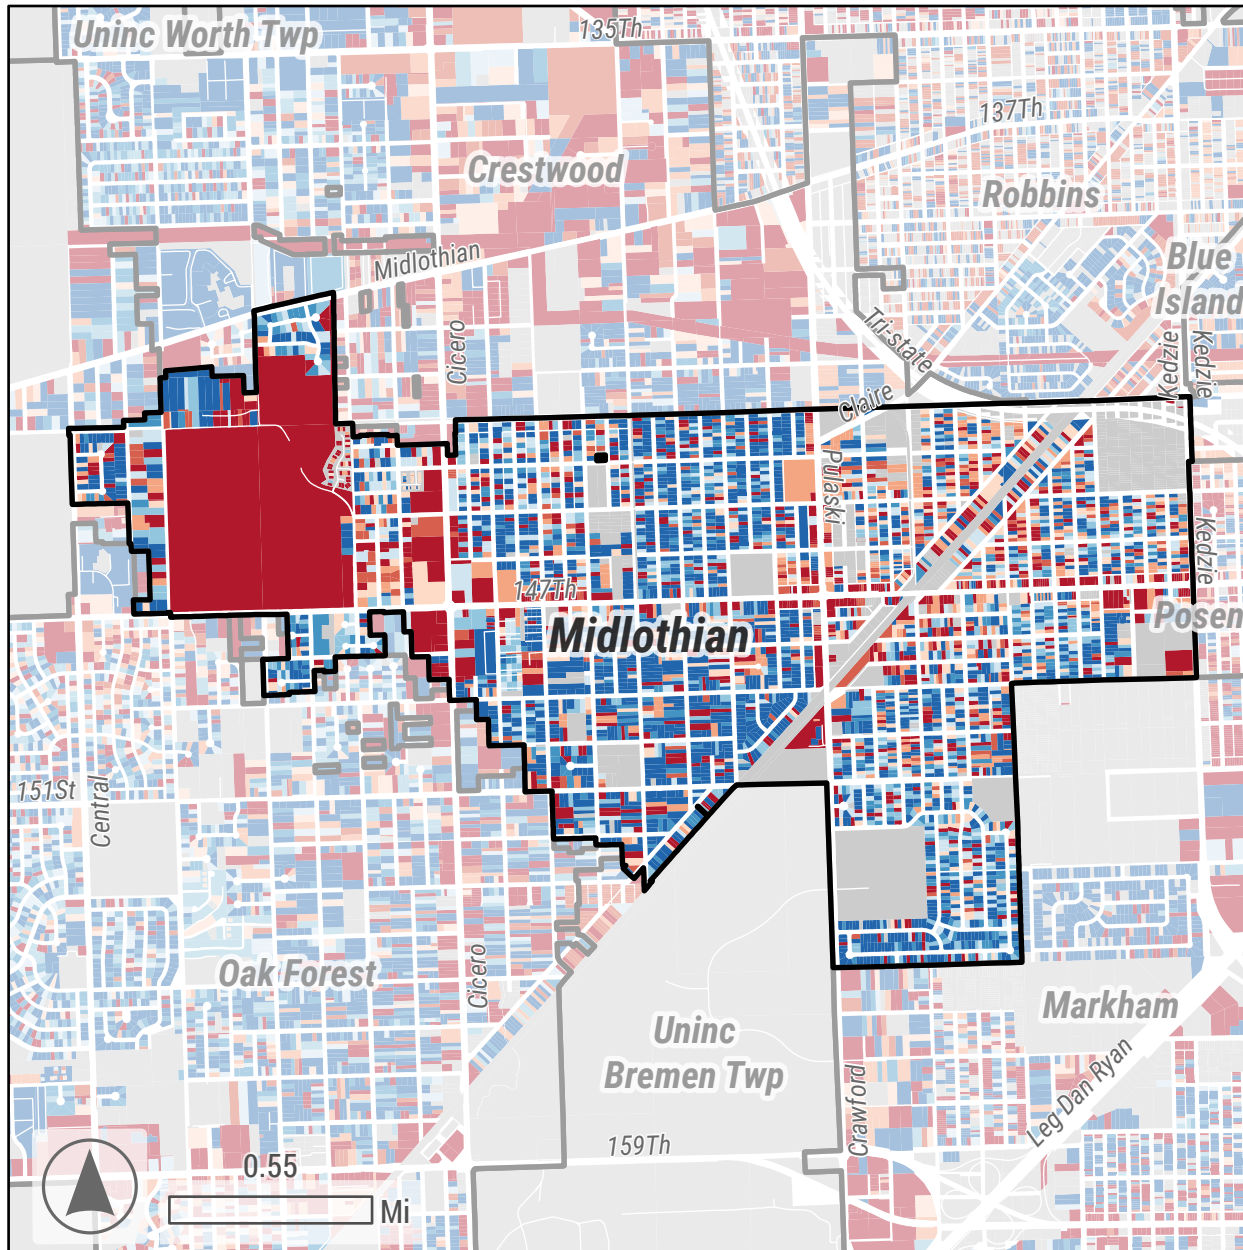 Uninc Worth Twp
135Th
137Th
Crestwood
Robbins
Midlothian
Blue
Island
Cicero
Tri-state
Kedzie
Kedzie
Claire
Pulaski
Kedzie
147Th
Midlothian
Posen
151St
Central
Oak Forest
Cicero
Uninc
Bremen Twp
Markham
Crawford
Leg Dan Ryan
159Th
0.55
Mi